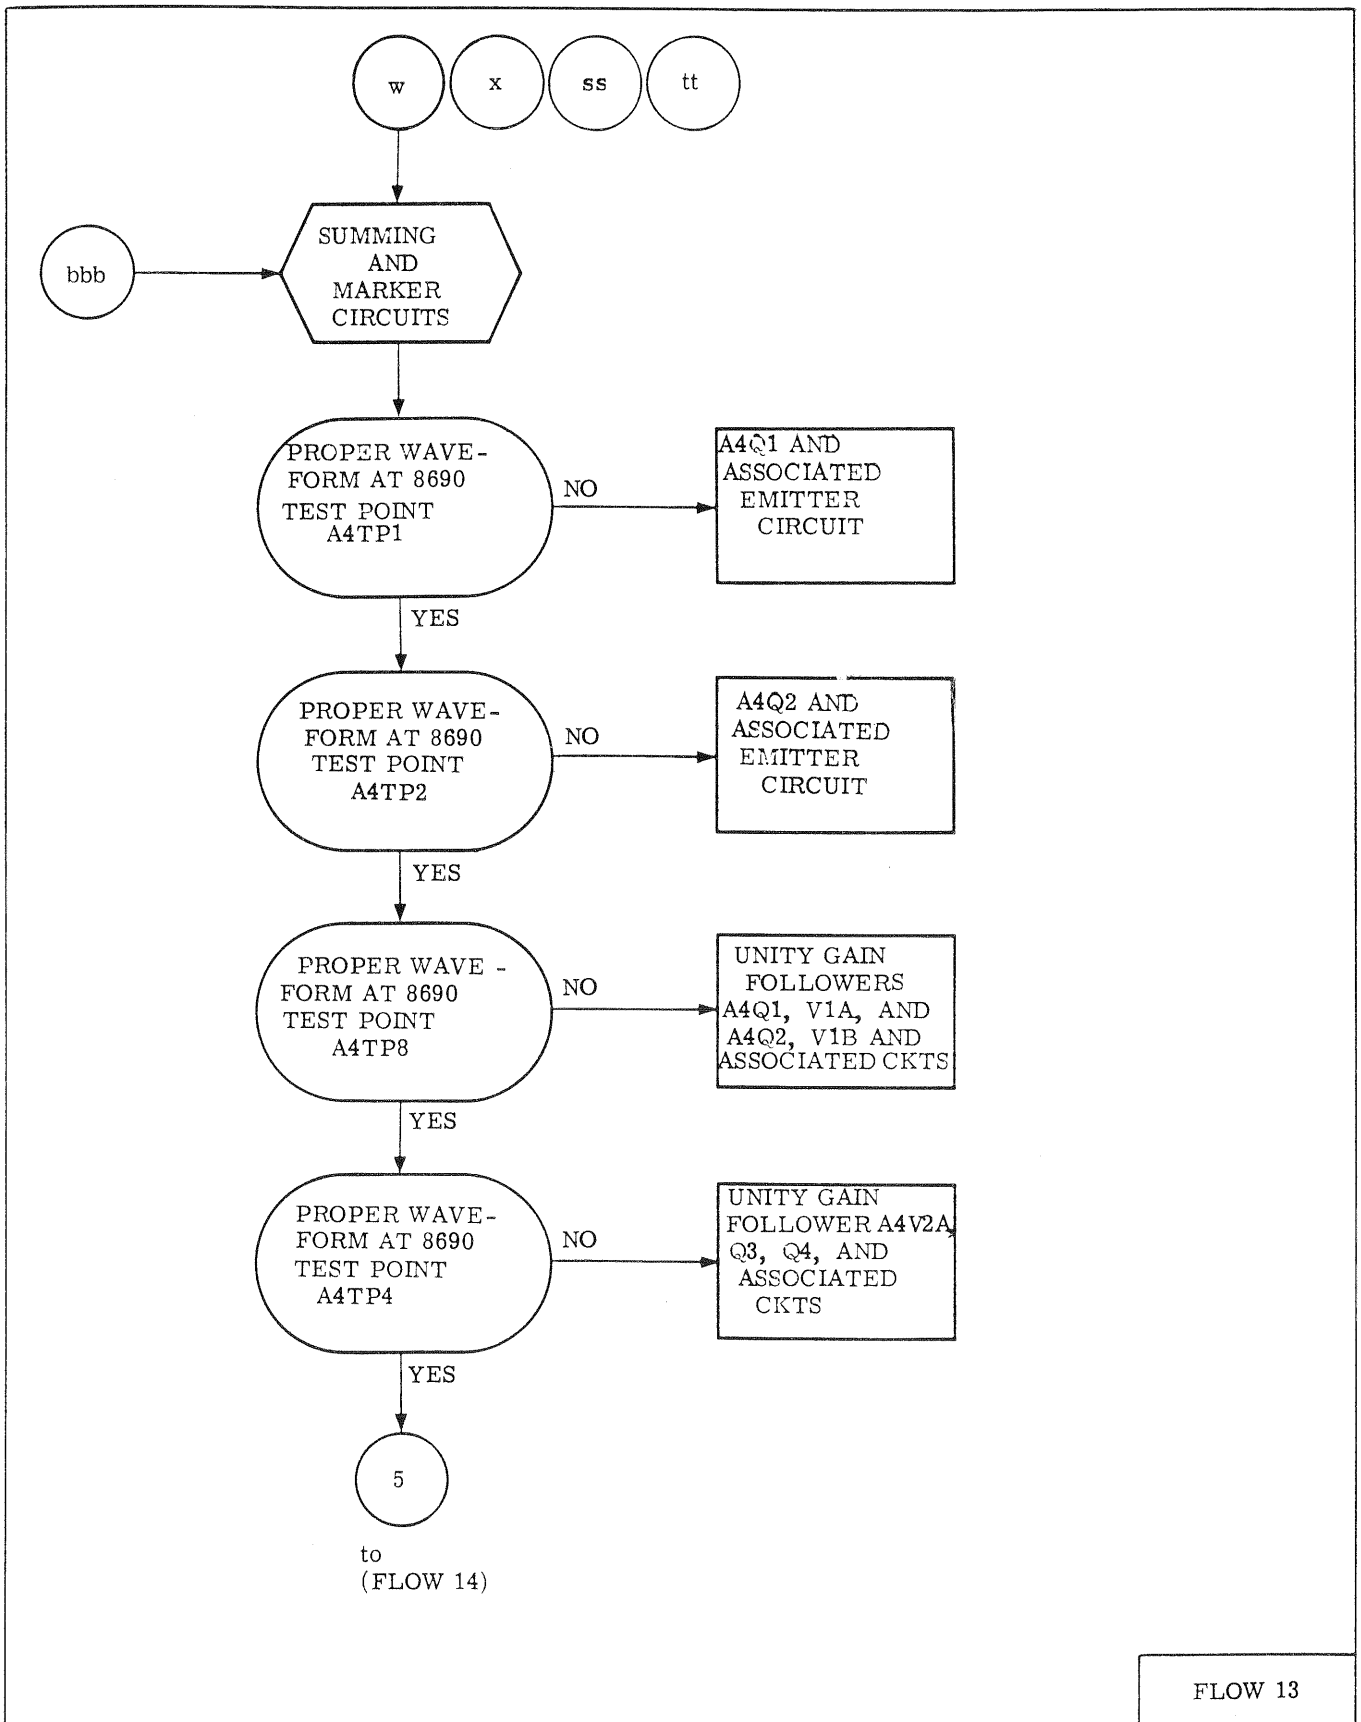 w x ss tt
bbb
SUMMING
AND
MARKER
CIRCUITS
PROPER WAVE-
FORM AT 8690
TEST POINT
A4TP1
NO
A4Q1 AND
ASSOCIATED
EMITTER
CIRCUIT
YES
PROPER WAVE-
FORM AT 8690
TEST POINT
A4TP2
NO
A4Q2 AND
ASSOCIATED
EMITTER
CIRCUIT
YES
PROPER WAVE -
FORM AT 8690
TEST POINT
A4TP8
NO
UNITY GAIN
FOLLOWERS
A4Q1, V1A, AND
A4Q2, V1B AND
ASSOCIATED CKTS
YES
PROPER WAVE-
FORM AT 8690
TEST POINT
A4TP4
NO
UNITY GAIN
FOLLOWER A4V2A,
Q3, Q4, AND
ASSOCIATED
CKTS
YES
5
to
(FLOW 14)
FLOW 13